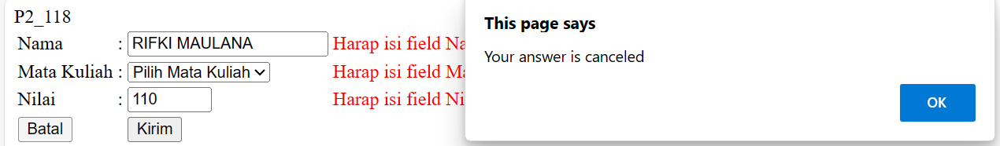 P2_118
Nama : RIFKI MAULANA Harap isi field Na
Mata Kuliah : Pilih Mata Kuliah Harap isi field Ma
Nilai : 110 Harap isi field Ni
Batal Kirim
This page says
Your answer is canceled
OK